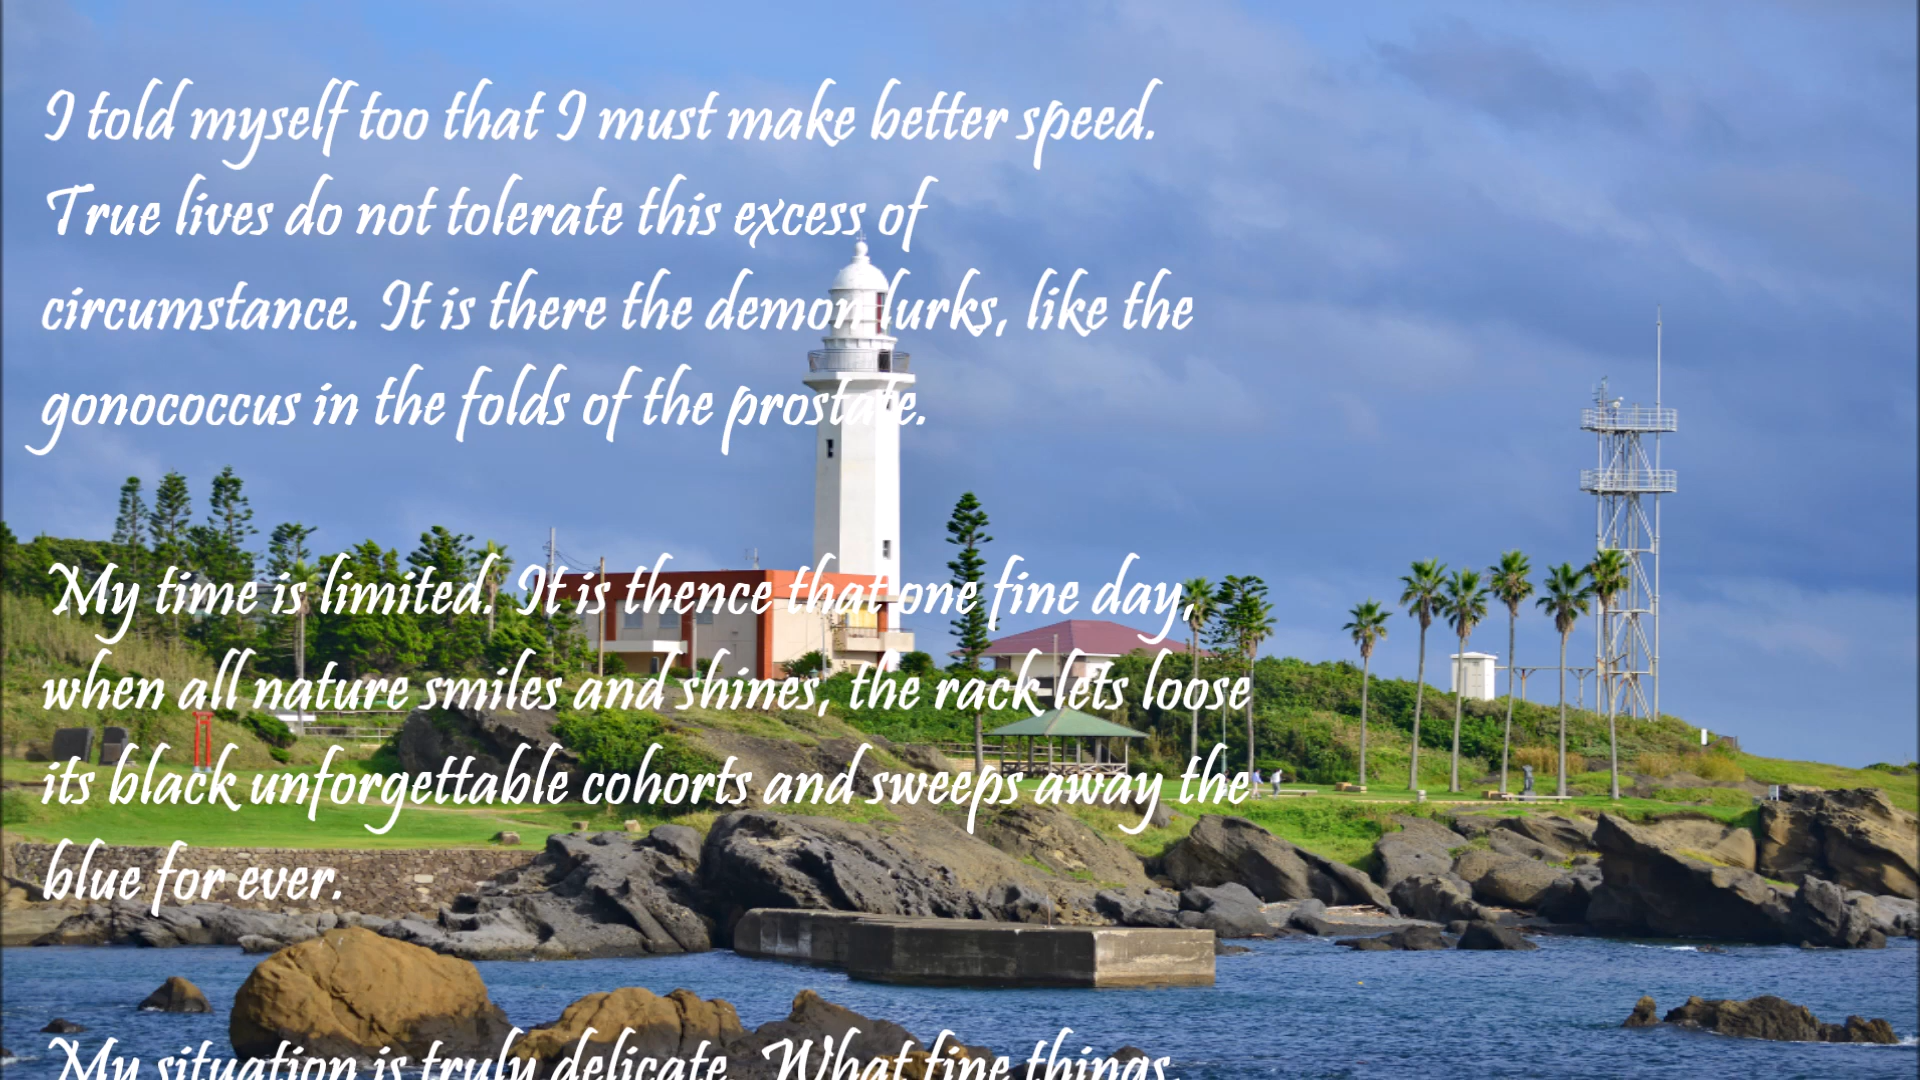 I told myself too that I must make better speed.
True lives do not tolerate this excess of
circumstance. It is there the demon lurks, like the
gonococcus in the folds of the prostate.
My time is limited. It is thence that one fine day,
when all nature smiles and shines, the rack lets loose
its black unforgettable cohorts and sweeps away the
blue for ever.
My situation is truly delicate. What fine things,